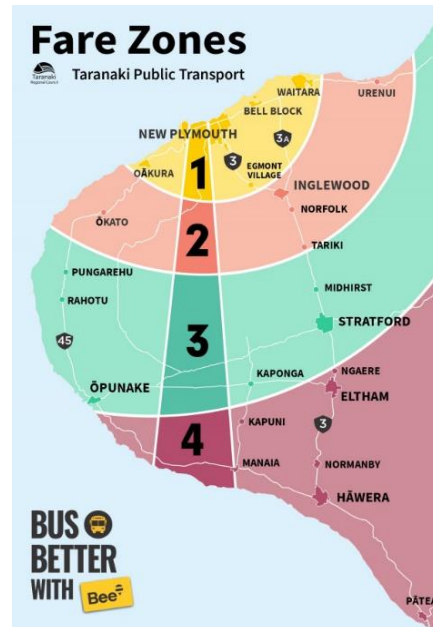 Fare Zones
Taranaki
Regional Council
Taranaki Public Transport
WAITARA
URENUI
BELL BLOCK
NEW PLYMOUTH
3A
3
EGMONT
VILLAGE
OĀKURA
1
INGLEWOOD
NORFOLK
ŌKATO
2
TARIKI
PUNGAREHU
MIDHIRST
RAHOTU
STRATFORD
45
3
KAPONGA
NGAERE
ELTHAM
ŌPUNAKE
4
KAPUNI
3
MANAIA
NORMANBY
HĀWERA
BUS
BETTER
WITH Bee
PĀTEA